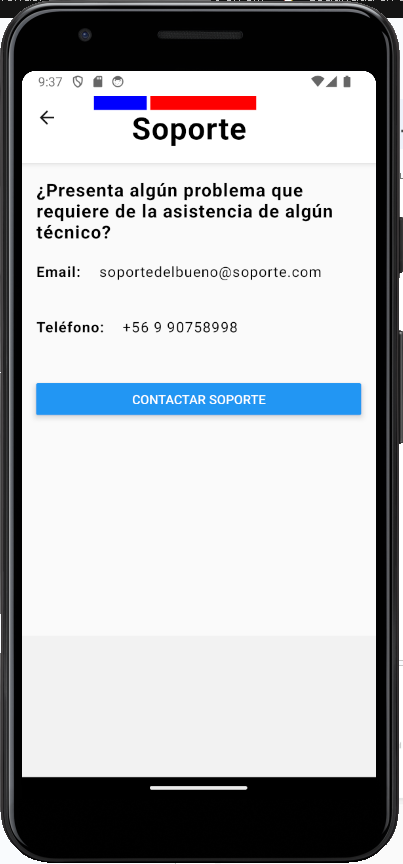 9:37
Soporte
¿Presenta algún problema que
requiere de la asistencia de algún
técnico?
Email: soportedelbueno@soporte.com
Teléfono: +56 9 90758998
CONTACTAR SOPORTE